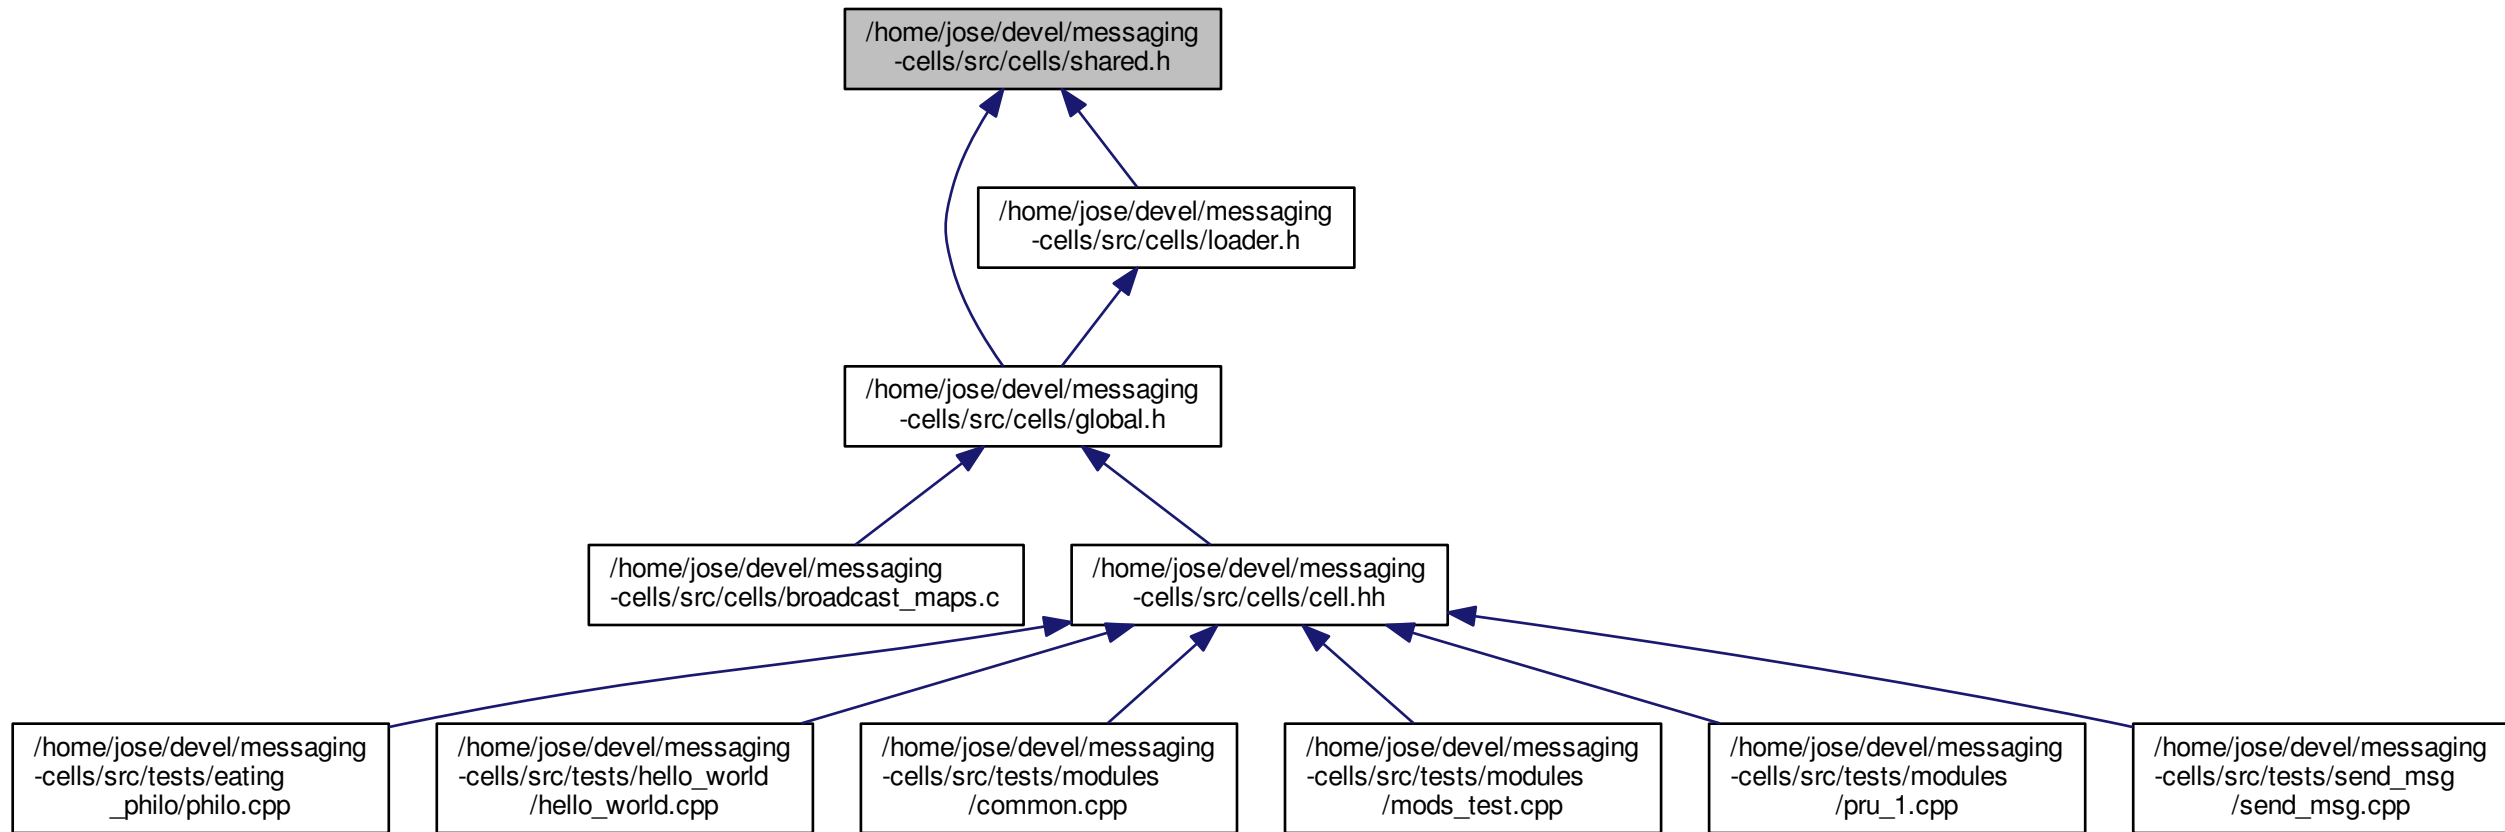 /home/jose/devel/messaging
-cells/src/cells/shared.h
/home/jose/devel/messaging
-cells/src/cells/loader.h
/home/jose/devel/messaging
-cells/src/cells/global.h
/home/jose/devel/messaging
-cells/src/cells/broadcast_maps.c
/home/jose/devel/messaging
-cells/src/cells/cell.hh
/home/jose/devel/messaging
-cells/src/tests/eating
_philo/philo.cpp
/home/jose/devel/messaging
-cells/src/tests/hello_world
/hello_world.cpp
/home/jose/devel/messaging
-cells/src/tests/modules
/common.cpp
/home/jose/devel/messaging
-cells/src/tests/modules
/mods_test.cpp
/home/jose/devel/messaging
-cells/src/tests/modules
/pru_1.cpp
/home/jose/devel/messaging
-cells/src/tests/send_msg
/send_msg.cpp